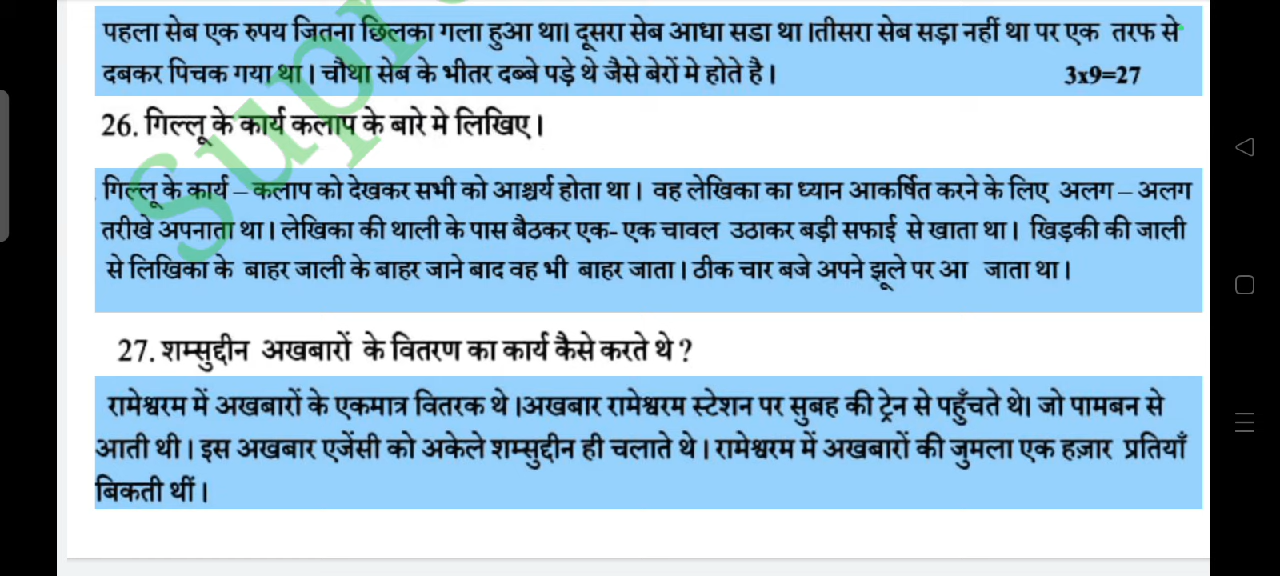 पहला सेब एक रुपय जितना छिलका गला हुआ था। दूसरा सेब आधा सडा था ।तीसरा सेब सड़ा नहीं था पर एक तरफ से
दबकर पिचक गया था। चौथा सेब के भीतर दब्बे पड़े थे जैसे बेरों मे होते है। 3x9=27
26. गिल्लू के कार्य कलाप के बारे मे लिखिए।
गिल्लू के कार्य – कलाप को देखकर सभी को आश्चर्य होता था। वह लेखिका का ध्यान आकर्षित करने के लिए अलग – अलग
तरीखे अपनाता था। लेखिका की थाली के पास बैठकर एक- एक चावल उठाकर बड़ी सफाई से खाता था। खिड़की की जाली
से लिखिका के बाहर जाली के बाहर जाने बाद वह भी बाहर जाता। ठीक चार बजे अपने झूले पर आ जाता था।
27. शम्सुद्दीन अखबारों के वितरण का कार्य कैसे करते थे ?
रामेश्वरम में अखबारों के एकमात्र वितरक थे ।अखबार रामेश्वरम स्टेशन पर सुबह की ट्रेन से पहुँचते थे। जो पामबन से
आती थी। इस अखबार एजेंसी को अकेले शम्सुद्दीन ही चलाते थे। रामेश्वरम में अखबारों की जुमला एक हज़ार प्रतियाँ
बिकती थीं।
Supr